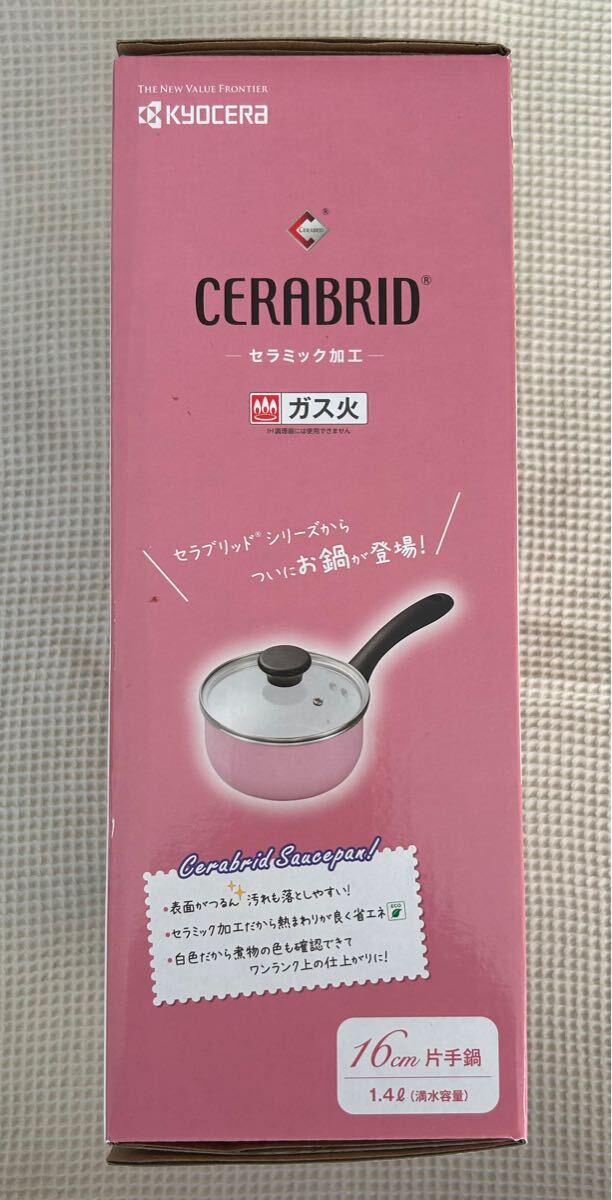 THE NEW VALUE FRONTIER
KYOCERA
CERABRID
®
CERABRID®
セラミック加工
ガス火
IH調理器には使用できません
セラブリッド®シリーズから
ついにお鍋が登場!
Cerabrid Saucepan!
・表面がつるん 汚れも落としやすい!
・セラミック加工だから熱まわりが良く省エネ
ECO
・白色だから煮物の色も確認できて
ワンランク上の仕上がりに!
16cm 片手鍋
1.4ℓ(満水容量)